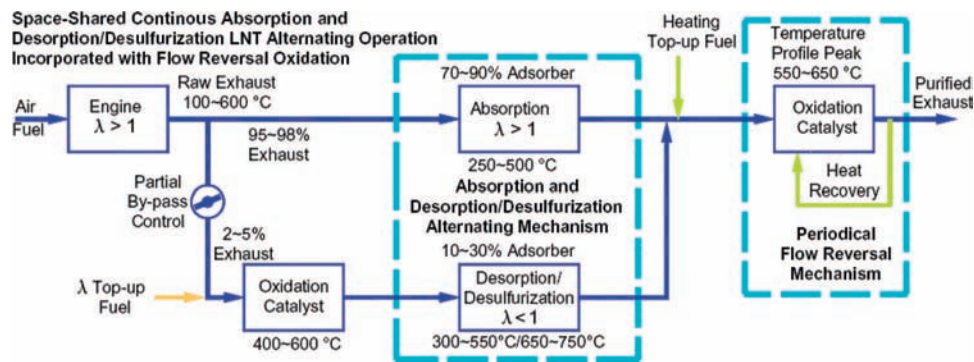 Space-Shared Continous Absorption and
Desorption/Desulfurization LNT Alternating Operation
Incorporated with Flow Reversal Oxidation
Heating
Top-up Fuel
Temperature
Profile Peak
550~650 °C
Raw Exhaust
100~600 °C
70~90% Adsorber
Air
Fuel
Engine
λ > 1
Absorption
λ > 1
Oxidation
Catalyst
Purified
Exhaust
95~98%
Exhaust
250~500 °C
Heat
Recovery
Partial
By-pass
Control
Absorption and
Desorption/Desulfurization
Alternating Mechanism
2~5%
Exhaust
10~30% Adsorber
Periodical
Flow Reversal
Mechanism
λ Top-up
Fuel
Oxidation
Catalyst
Desorption/
Desulfurization
λ < 1
400~600 °C
300~550°C/650~750°C